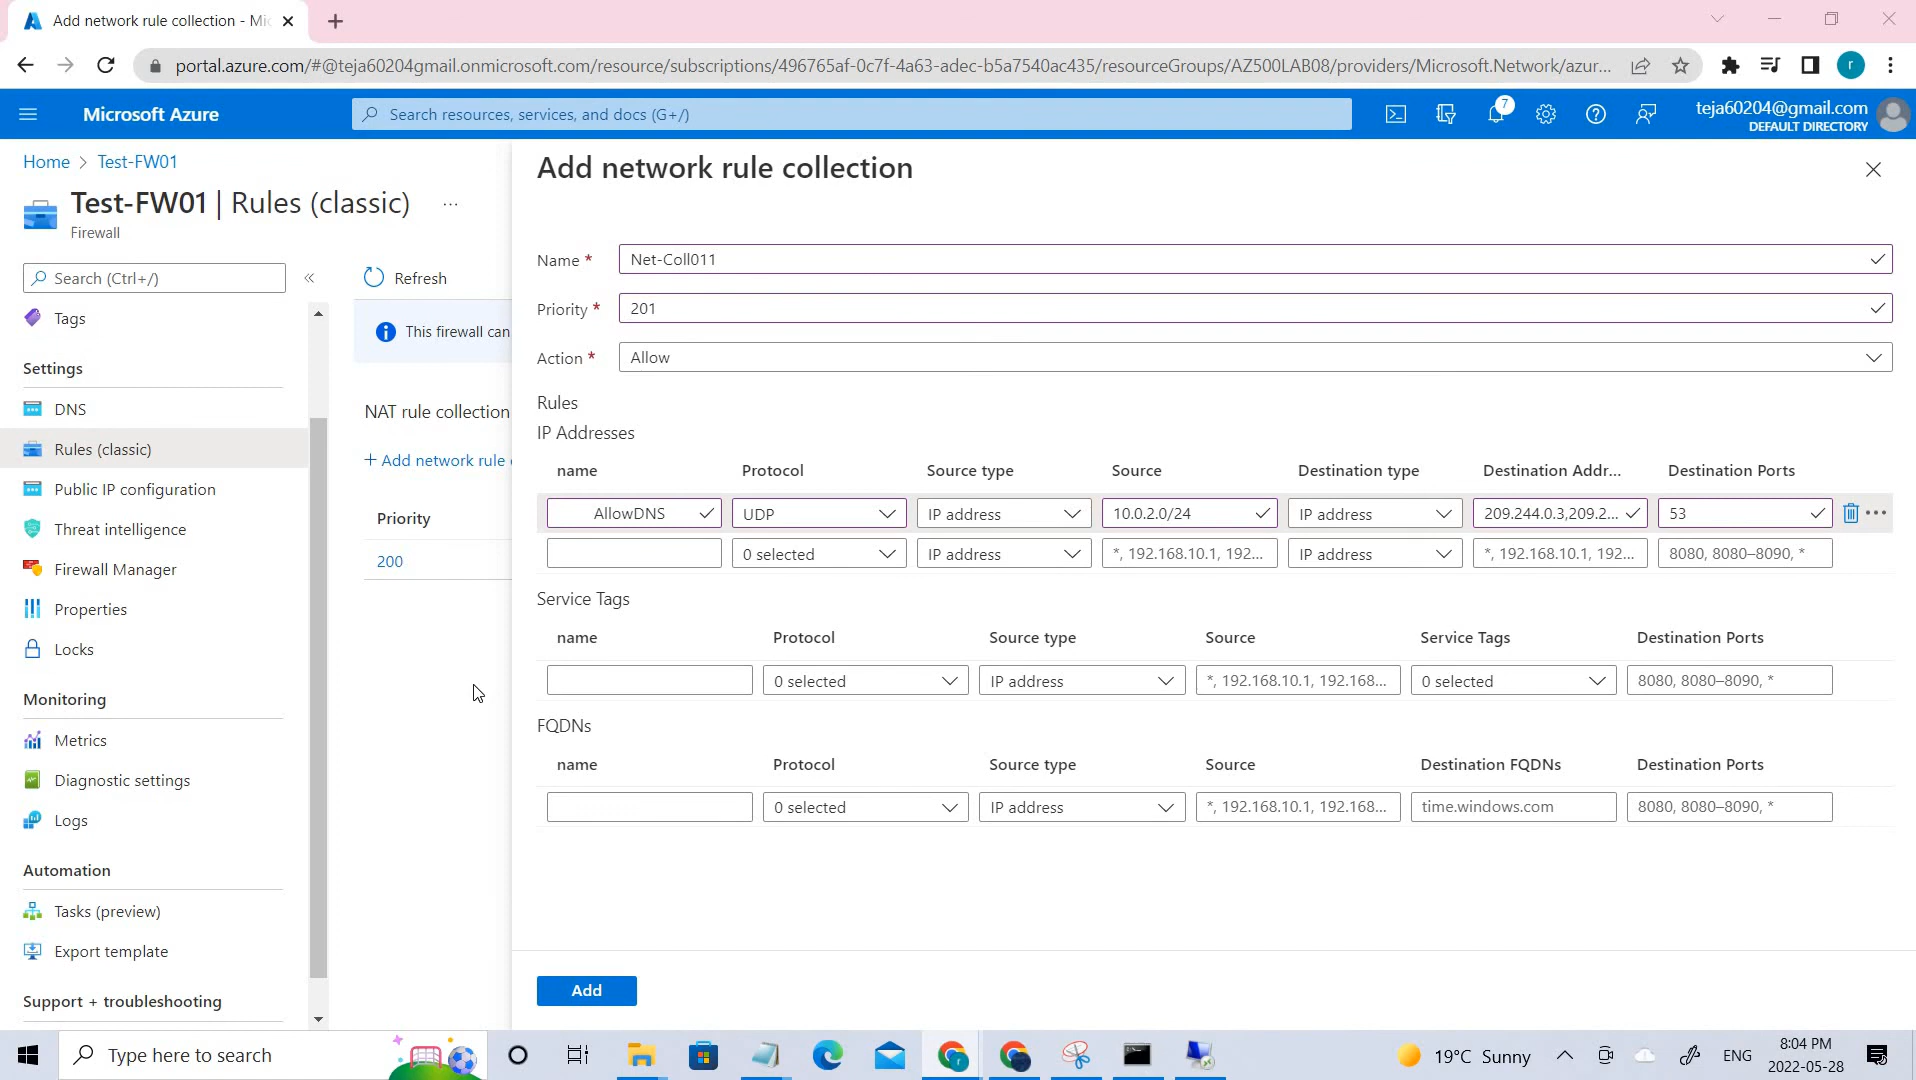 Add network rule collection - Mic
portal.azure.com/#@teja60204gmail.onmicrosoft.com/resource/subscriptions/496765af-0c7f-4a63-adec-b5a7540ac435/resourceGroups/AZ500LAB08/providers/Microsoft.Network/azur...
r
Microsoft Azure
Search resources, services, and docs (G+/)
7
teja60204@gmail.com
DEFAULT DIRECTORY
Home > Test-FW01
Test-FW01 | Rules (classic) ...
Firewall
Search (Ctrl+/)
«
Tags
Settings
DNS
Rules (classic)
Public IP configuration
Threat intelligence
Firewall Manager
Properties
Locks
Monitoring
Metrics
Diagnostic settings
Logs
Automation
Tasks (preview)
Export template
Support + troubleshooting
Refresh
This firewall can
NAT rule collection
+ Add network rule
Priority
200
Add network rule collection
Name * Net-Coll011
Priority * 201
Action * Allow
Rules
IP Addresses
name Protocol Source type Source Destination type Destination Addr... Destination Ports
AllowDNS UDP IP address 10.0.2.0/24 IP address 209.244.0.3,209.2... 53
0 selected IP address *, 192.168.10.1, 192... IP address *, 192.168.10.1, 192... 8080, 8080–8090, *
Service Tags
name Protocol Source type Source Service Tags Destination Ports
0 selected IP address *, 192.168.10.1, 192.168... 0 selected 8080, 8080–8090, *
FQDNs
name Protocol Source type Source Destination FQDNs Destination Ports
0 selected IP address *, 192.168.10.1, 192.168... time.windows.com 8080, 8080–8090, *
Add
Type here to search
19°C Sunny
ENG
8:04 PM
2022-05-28